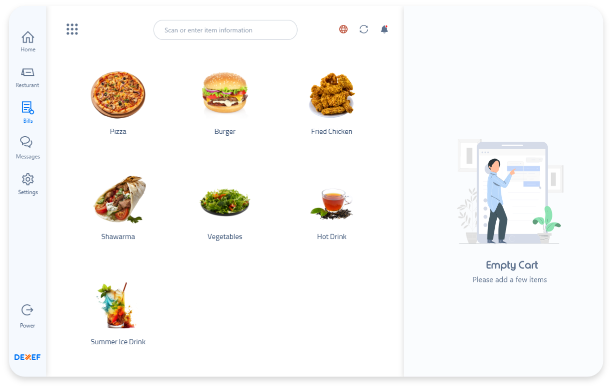 Scan or enter item information
Home
Resturant
Bills
Messages
Settings
Power
DEXEF
Pizza
Burger
Fried Chicken
Shawarma
Vegetables
Hot Drink
Summer Ice Drink
Empty Cart
Please add a few items